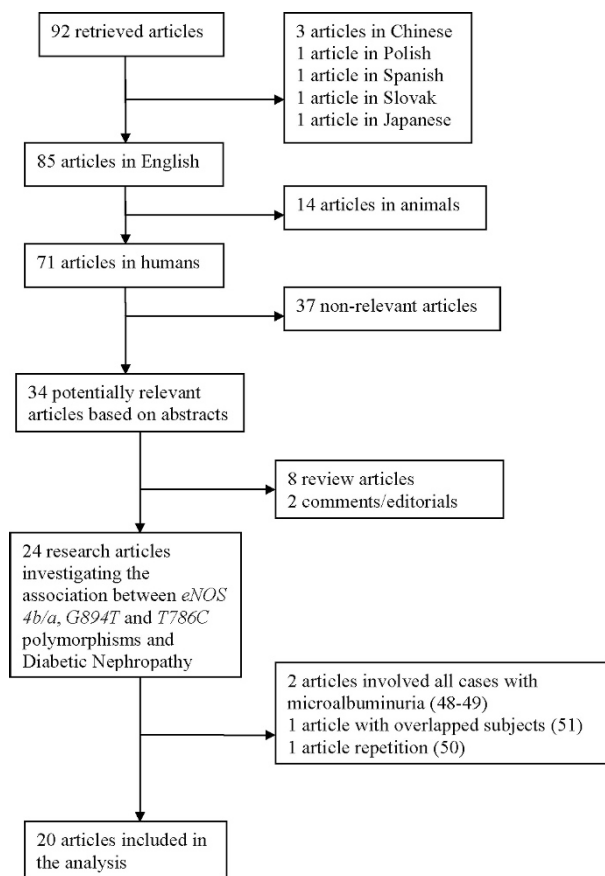 92 retrieved articles
3 articles in Chinese
1 article in Polish
1 article in Spanish
1 article in Slovak
1 article in Japanese
85 articles in English
14 articles in animals
71 articles in humans
37 non-relevant articles
34 potentially relevant
articles based on abstracts
8 review articles
2 comments/editorials
24 research articles
investigating the
association between eNOS
4b/a, G894T and T786C
polymorphisms and
Diabetic Nephropathy
2 articles involved all cases with
microalbuminuria (48-49)
1 article with overlapped subjects (51)
1 article repetition (50)
20 articles included in
the analysis